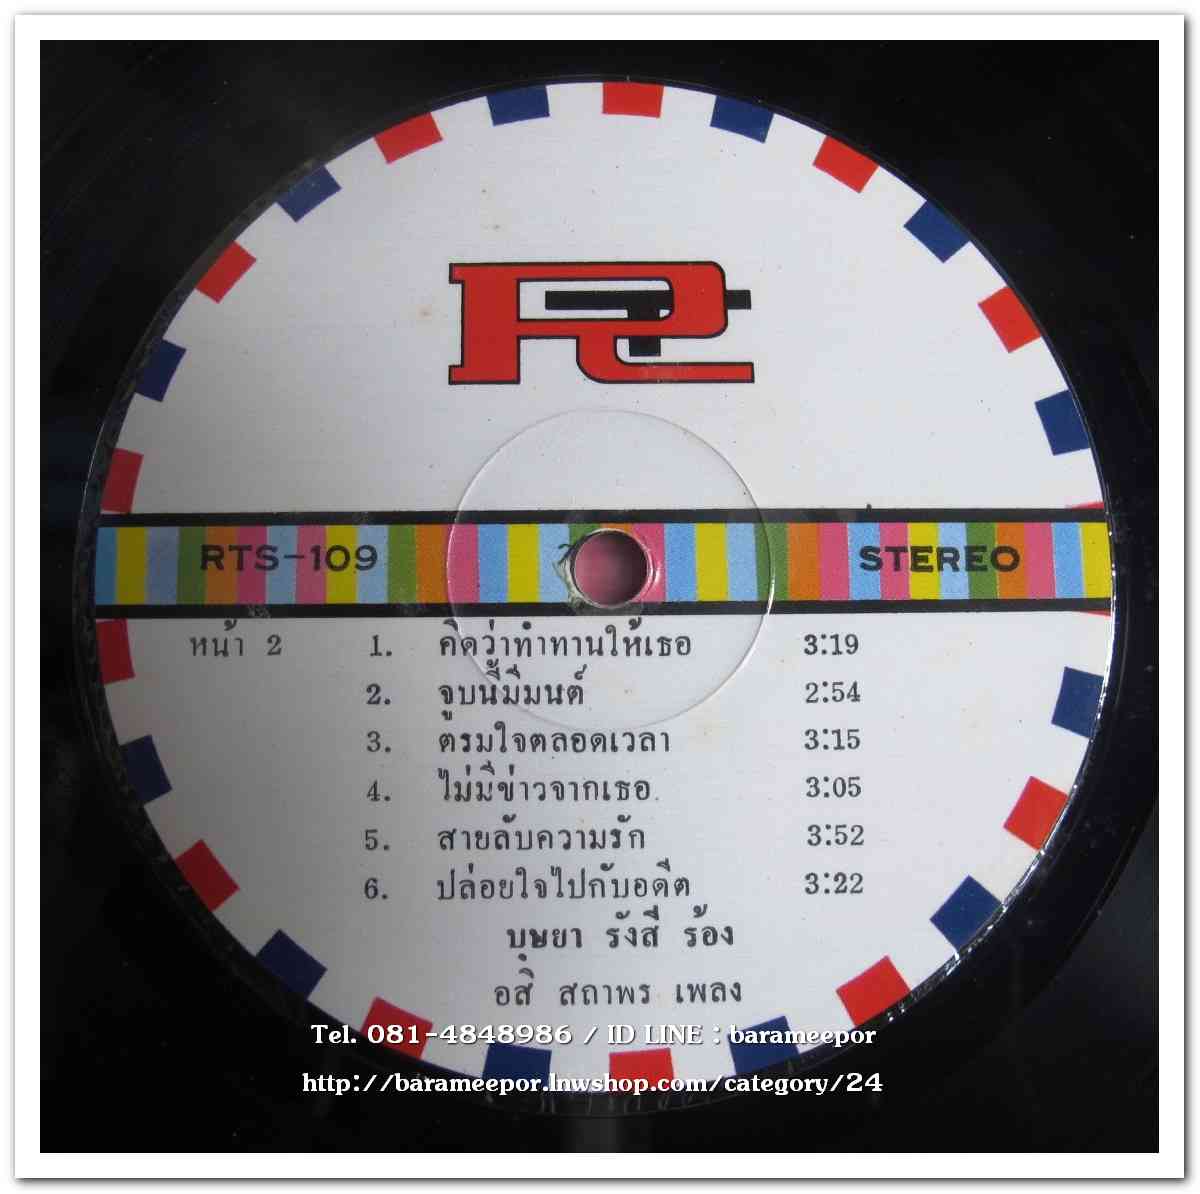 RTS-109 STEREO
หน้า 2 1. คิดว่าทำทานให้เธอ 3:19
2. จูบนี้มีมนต์ 2:54
3. ตรมใจตลอดเวลา 3:15
4. ไม่มีข่าวจากเธอ 3:05
5. สายลับความรัก 3:52
6. ปล่อยใจไปกับอดีต 3:22
บุษยา รังสี ร้อง
อสิ สถาพร เพลง
Tel. 081-4848986 / ID LINE : barameepor
http://barameepor.lnwshop.com/category/24